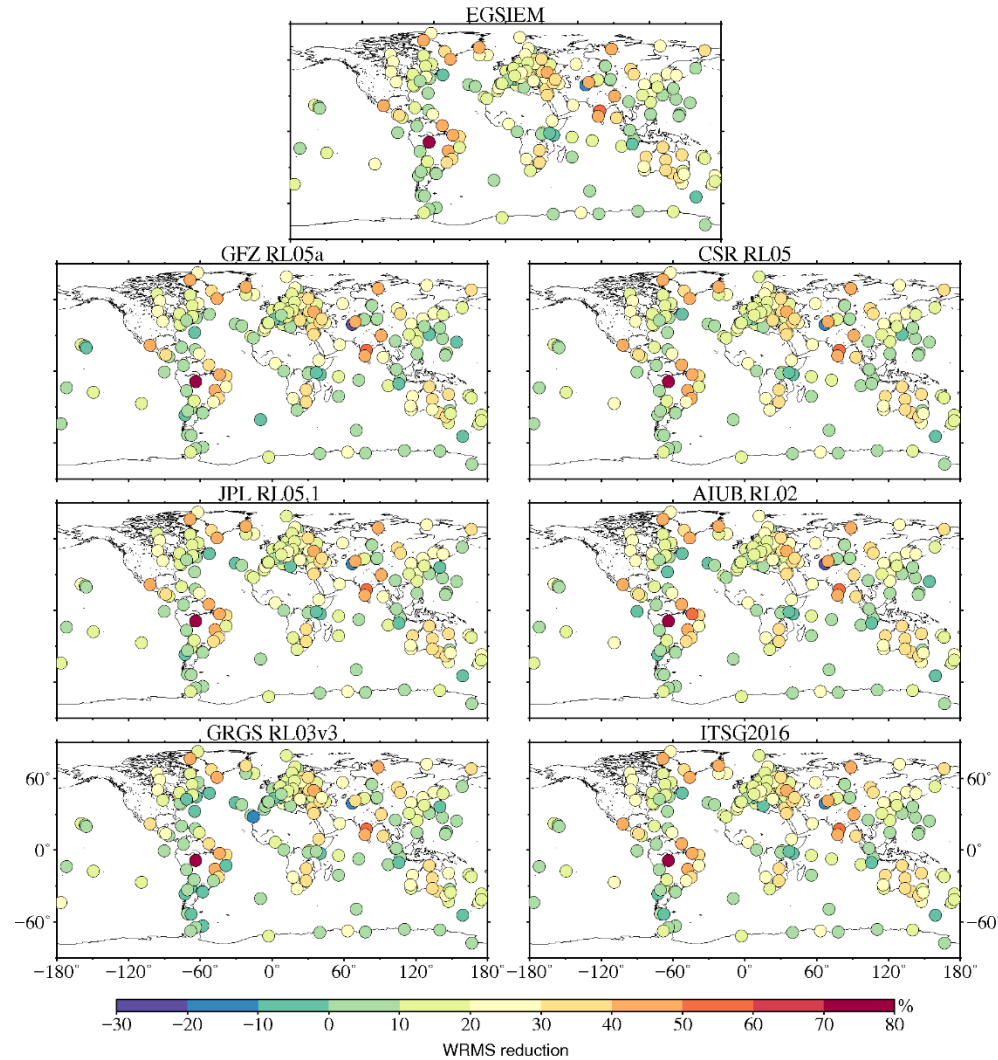 EGSIEM
GFZ RL05a CSR RL05
JPL RL05.1 AIUB RL02
GRGS RL03v3 ITSG2016
60° 60°
0° 0°
−60° −60°
−180° −120° −60° 0° 60° 120° 180° −180° −120° −60° 0° 60° 120° 180°
%
−30 −20 −10 0 10 20 30 40 50 60 70 80
WRMS reduction